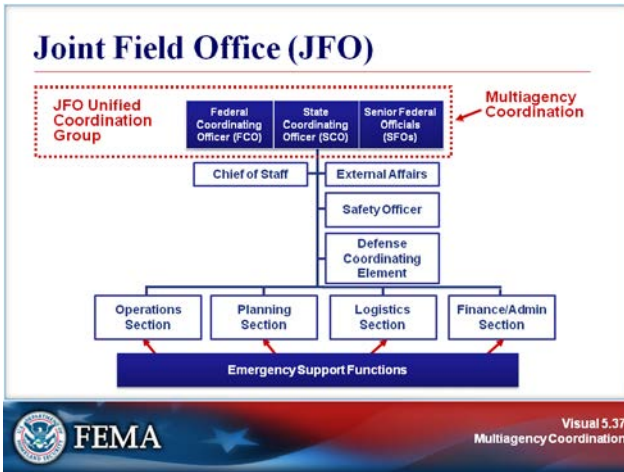 Joint Field Office (JFO)
JFO Unified
Coordination
Group
Federal
Coordinating
Officer (FCO)
State
Coordinating
Officer (SCO)
Senior Federal
Officials
(SFOs)
Multiagency
Coordination
Chief of Staff
External Affairs
Safety Officer
Defense
Coordinating
Element
Operations
Section
Planning
Section
Logistics
Section
Finance/Admin
Section
Emergency Support Functions
FEMA
Visual 5.37
Multiagency Coordination